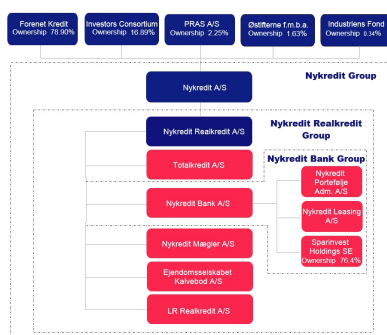 Forenet Kredit
Ownership 78.90%
Investors Consortium
Ownership 16.89%
PRAS A/S
Ownership 2.25%
Østifterne f.m.b.a.
Ownership 1.63%
Industriens Fond
Ownership 0.34%
Nykredit Group
Nykredit A/S
Nykredit Realkredit Group
Nykredit Realkredit A/S
Totalkredit A/S
Nykredit Bank Group
Nykredit Bank A/S
Nykredit
Portefølje
Adm. A/S
Nykredit Leasing
A/S
Sparinvest
Holdings SE
Ownership 76.4%
Nykredit Mægler A/S
Ejendomsselskabet
Kalvebod A/S
LR Realkredit A/S